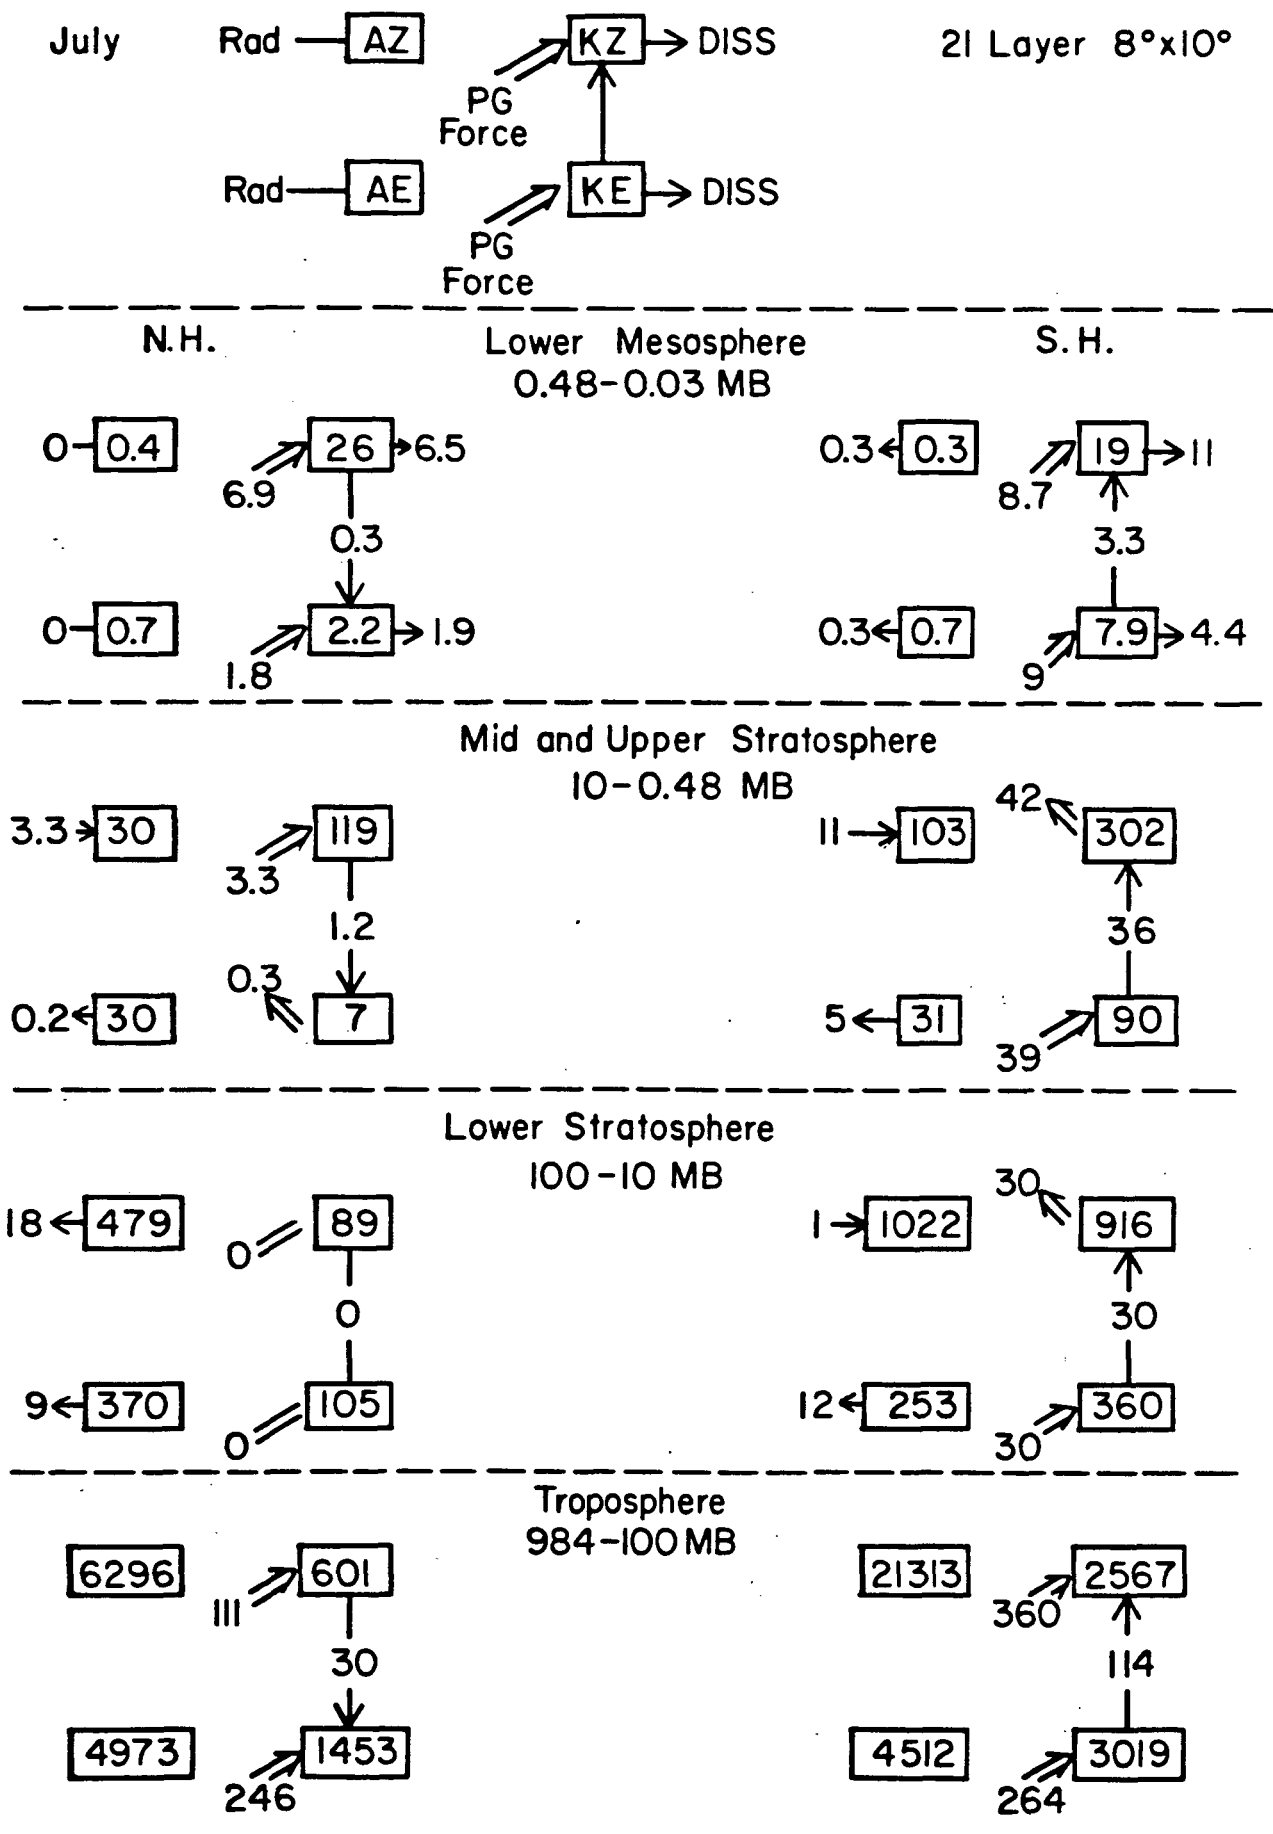 July Rad AZ KZ DISS 21 Layer 8°x10°
PG
Force
Rad AE KE DISS
PG
Force
N.H. Lower Mesosphere S.H.
0.48-0.03 MB
0 0.4 26 6.5 0.3 0.3 19 11
6.9 8.7
0.3 3.3
0 0.7 2.2 1.9 0.3 0.7 7.9 4.4
1.8 9
Mid and Upper Stratosphere
10-0.48 MB
42
3.3 30 119 11 103 302
3.3
1.2 36
0.3
0.2 30 7 5 31 90
39
Lower Stratosphere
100-10 MB
30
18 479 89 1 1022 916
0
0 30
9 370 105 12 253 360
0 30
Troposphere
984-100 MB
6296 601 21313 2567
111 360
30 114
4973 1453 4512 3019
246 264